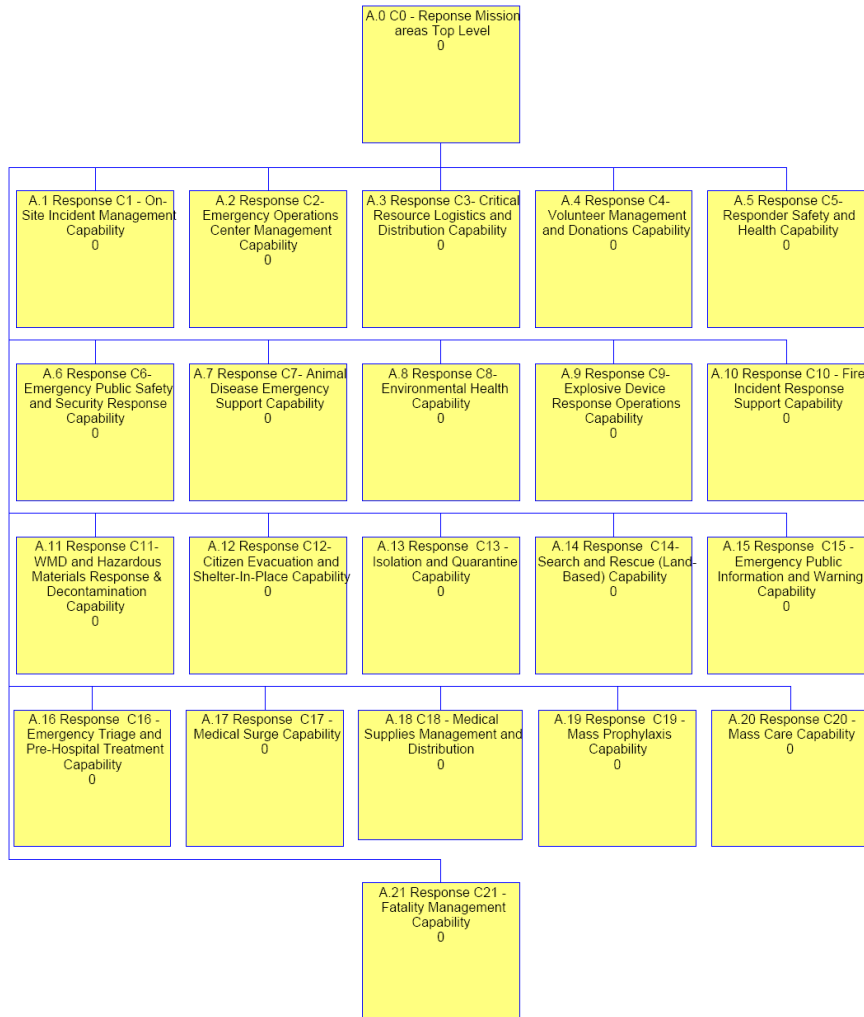 A.0 C0 - Reponse Mission
areas Top Level
0
A.1 Response C1 - On-
Site Incident Management
Capability
0
A.2 Response C2-
Emergency Operations
Center Management
Capability
0
A.3 Response C3- Critical
Resource Logistics and
Distribution Capability
0
A.4 Response C4-
Volunteer Management
and Donations Capability
0
A.5 Response C5-
Responder Safety and
Health Capability
0
A.6 Response C6-
Emergency Public Safety
and Security Response
Capability
0
A.7 Response C7- Animal
Disease Emergency
Support Capability
0
A.8 Response C8-
Environmental Health
Capability
0
A.9 Response C9-
Explosive Device
Response Operations
Capability
0
A.10 Response C10 - Fire
Incident Response
Support Capability
0
A.11 Response C11-
WMD and Hazardous
Materials Response &
Decontamination
Capability
0
A.12 Response C12-
Citizen Evacuation and
Shelter-In-Place Capability
0
A.13 Response  C13 -
Isolation and Quarantine
Capability
0
A.14 Response  C14-
Search and Rescue (Land-
Based) Capability
0
A.15 Response  C15 -
Emergency Public
Information and Warning
Capability
0
A.16 Response  C16 -
Emergency Triage and
Pre-Hospital Treatment
Capability
0
A.17 Response  C17 -
Medical Surge Capability
0
A.18 C18 - Medical
Supplies Management and
Distribution
0
A.19 Response  C19 -
Mass Prophylaxis
Capability
0
A.20 Response C20 -
Mass Care Capability
0
A.21 Response C21 -
Fatality Management
Capability
0